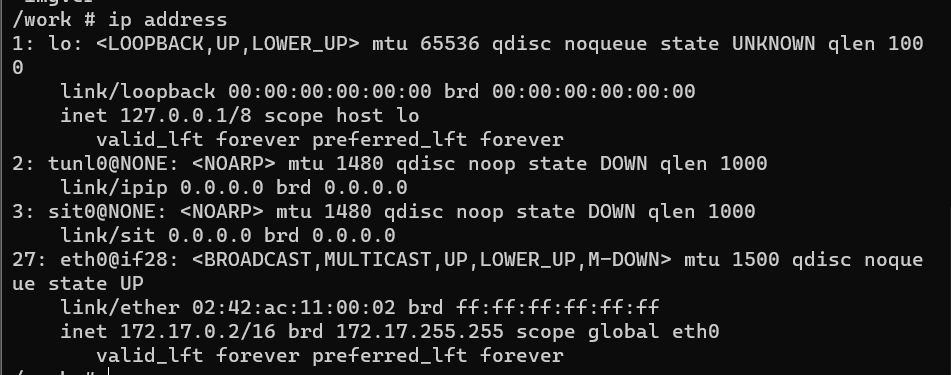 /work # ip address
1: lo: <LOOPBACK,UP,LOWER_UP> mtu 65536 qdisc noqueue state UNKNOWN qlen 100
0
    link/loopback 00:00:00:00:00:00 brd 00:00:00:00:00:00
    inet 127.0.0.1/8 scope host lo
       valid_lft forever preferred_lft forever
2: tunl0@NONE: <NOARP> mtu 1480 qdisc noop state DOWN qlen 1000
    link/ipip 0.0.0.0 brd 0.0.0.0
3: sit0@NONE: <NOARP> mtu 1480 qdisc noop state DOWN qlen 1000
    link/sit 0.0.0.0 brd 0.0.0.0
27: eth0@if28: <BROADCAST,MULTICAST,UP,LOWER_UP,M-DOWN> mtu 1500 qdisc noque
ue state UP
    link/ether 02:42:ac:11:00:02 brd ff:ff:ff:ff:ff:ff
    inet 172.17.0.2/16 brd 172.17.255.255 scope global eth0
       valid_lft forever preferred_lft forever
/work #